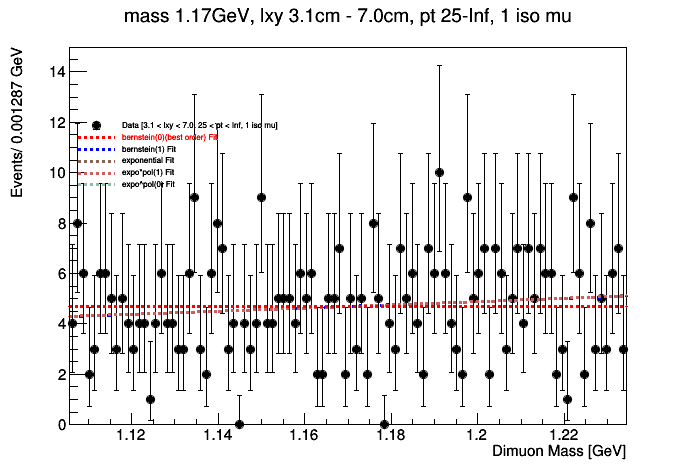 mass 1.17GeV, lxy 3.1cm - 7.0cm, pt 25-Inf, 1 iso mu
Events/ 0.001287 GeV
14
12
10
8
6
4
2
0
Data [3.1 < lxy < 7.0, 25 < pt < Inf, 1 iso mu]
bernstein(0)(best order) Fit
bernstein(1) Fit
exponential Fit
expo*pol(1) Fit
expo^pol(0) Fit
1.12 1.14 1.16 1.18 1.2 1.22
Dimuon Mass [GeV]